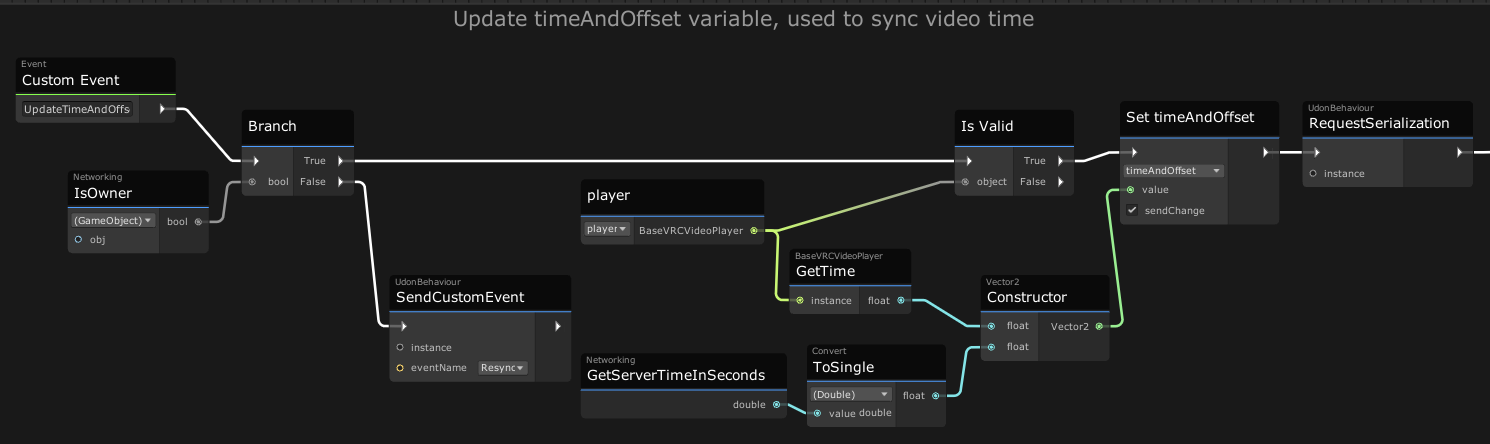 Update timeAndOffset variable, used to sync video time
Event
Custom Event
UpdateTimeAndOffs
Networking
IsOwner
(GameObject)
bool
obj
Branch
True
bool
False
UdonBehaviour
SendCustomEvent
instance
eventName
Resync
player
player
BaseVRCVideoPlayer
BaseVRCVideoPlayer
GetTime
instance
float
Networking
GetServerTimeInSeconds
double
Convert
ToSingle
(Double)
float
value double
Vector2
Constructor
float
Vector2
float
Is Valid
True
object
False
Set timeAndOffset
timeAndOffset
value
sendChange
UdonBehaviour
RequestSerialization
instance